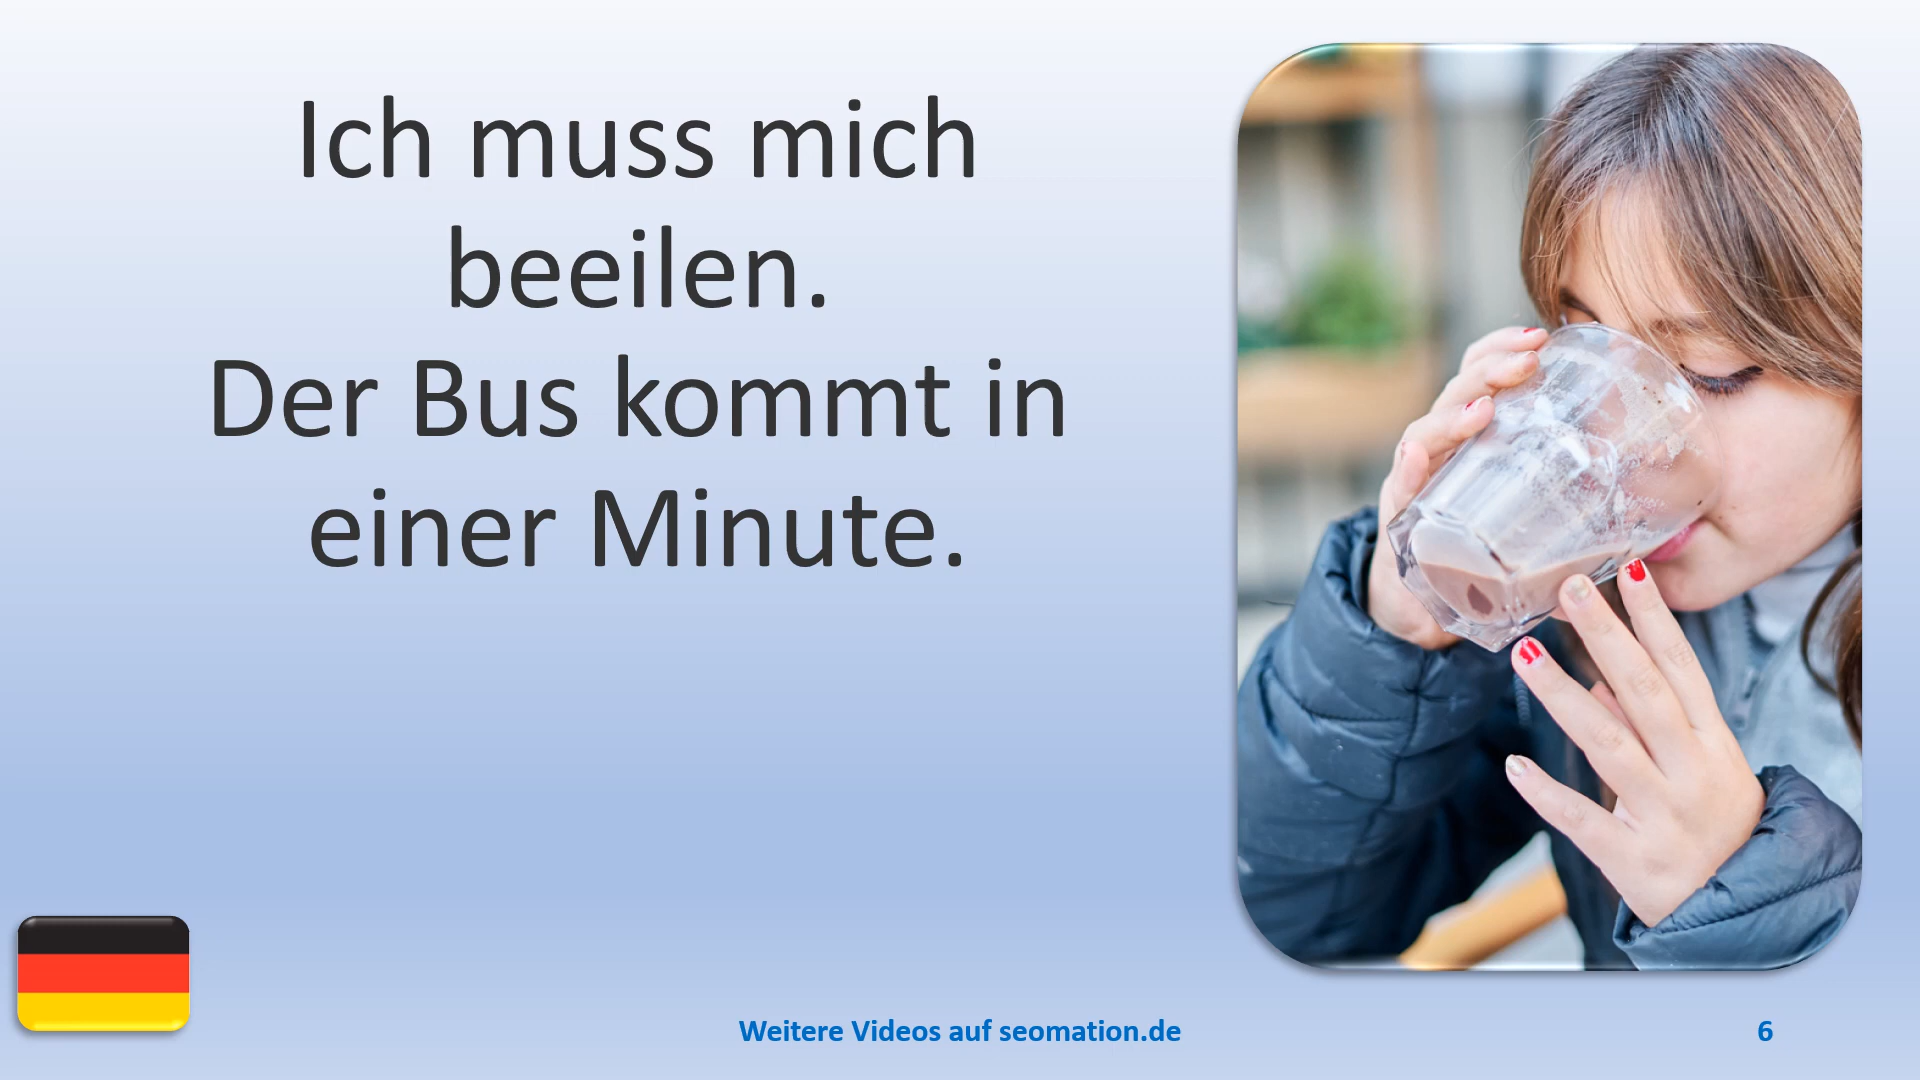 Ich muss mich
beeilen.
Der Bus kommt in
einer Minute.
Weitere Videos auf seomation.de
6